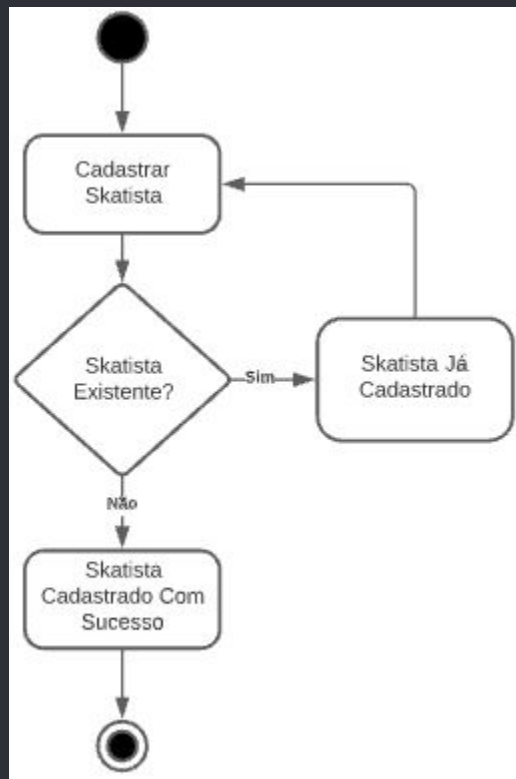 Cadastrar
Skatista
Skatista
Existente?
Sim
Skatista Já
Cadastrado
Não
Skatista
Cadastrado Com
Sucesso